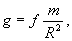 g = f m/R²,